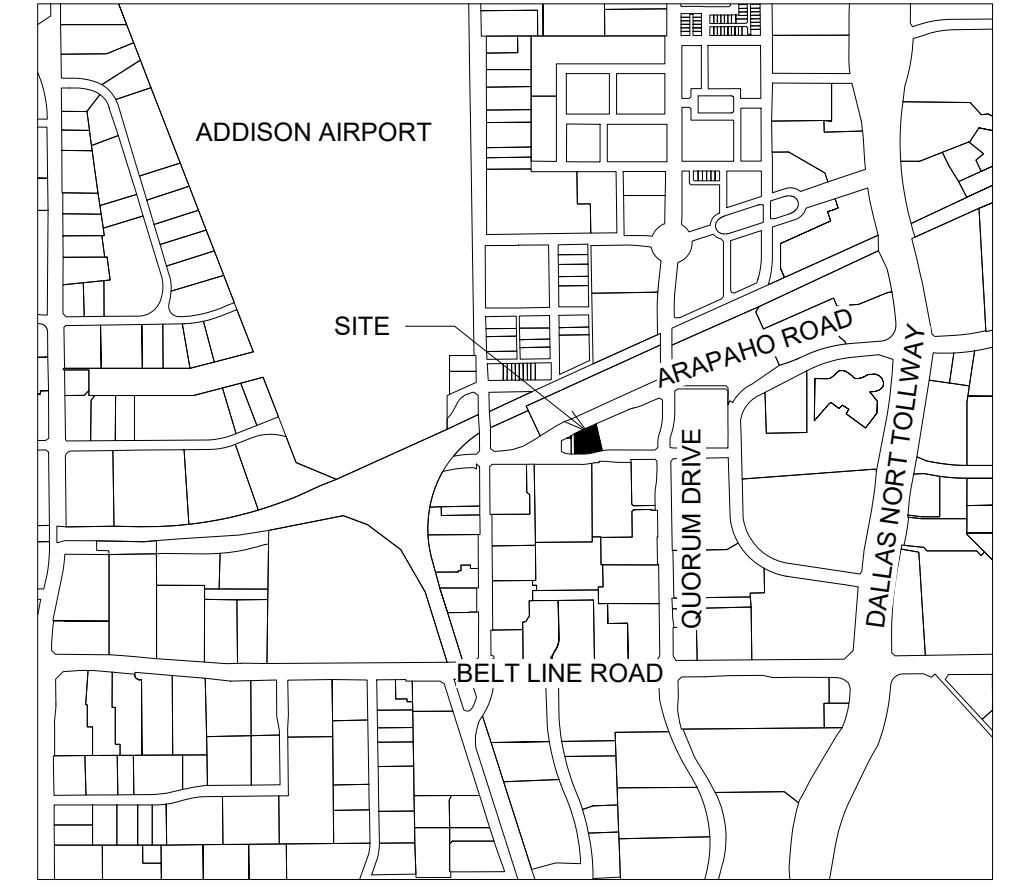 ADDISON AIRPORT
SITE
ARAPAHO ROAD
QUORUM DRIVE
DALLAS NORT TOLLWAY
BELT LINE ROAD